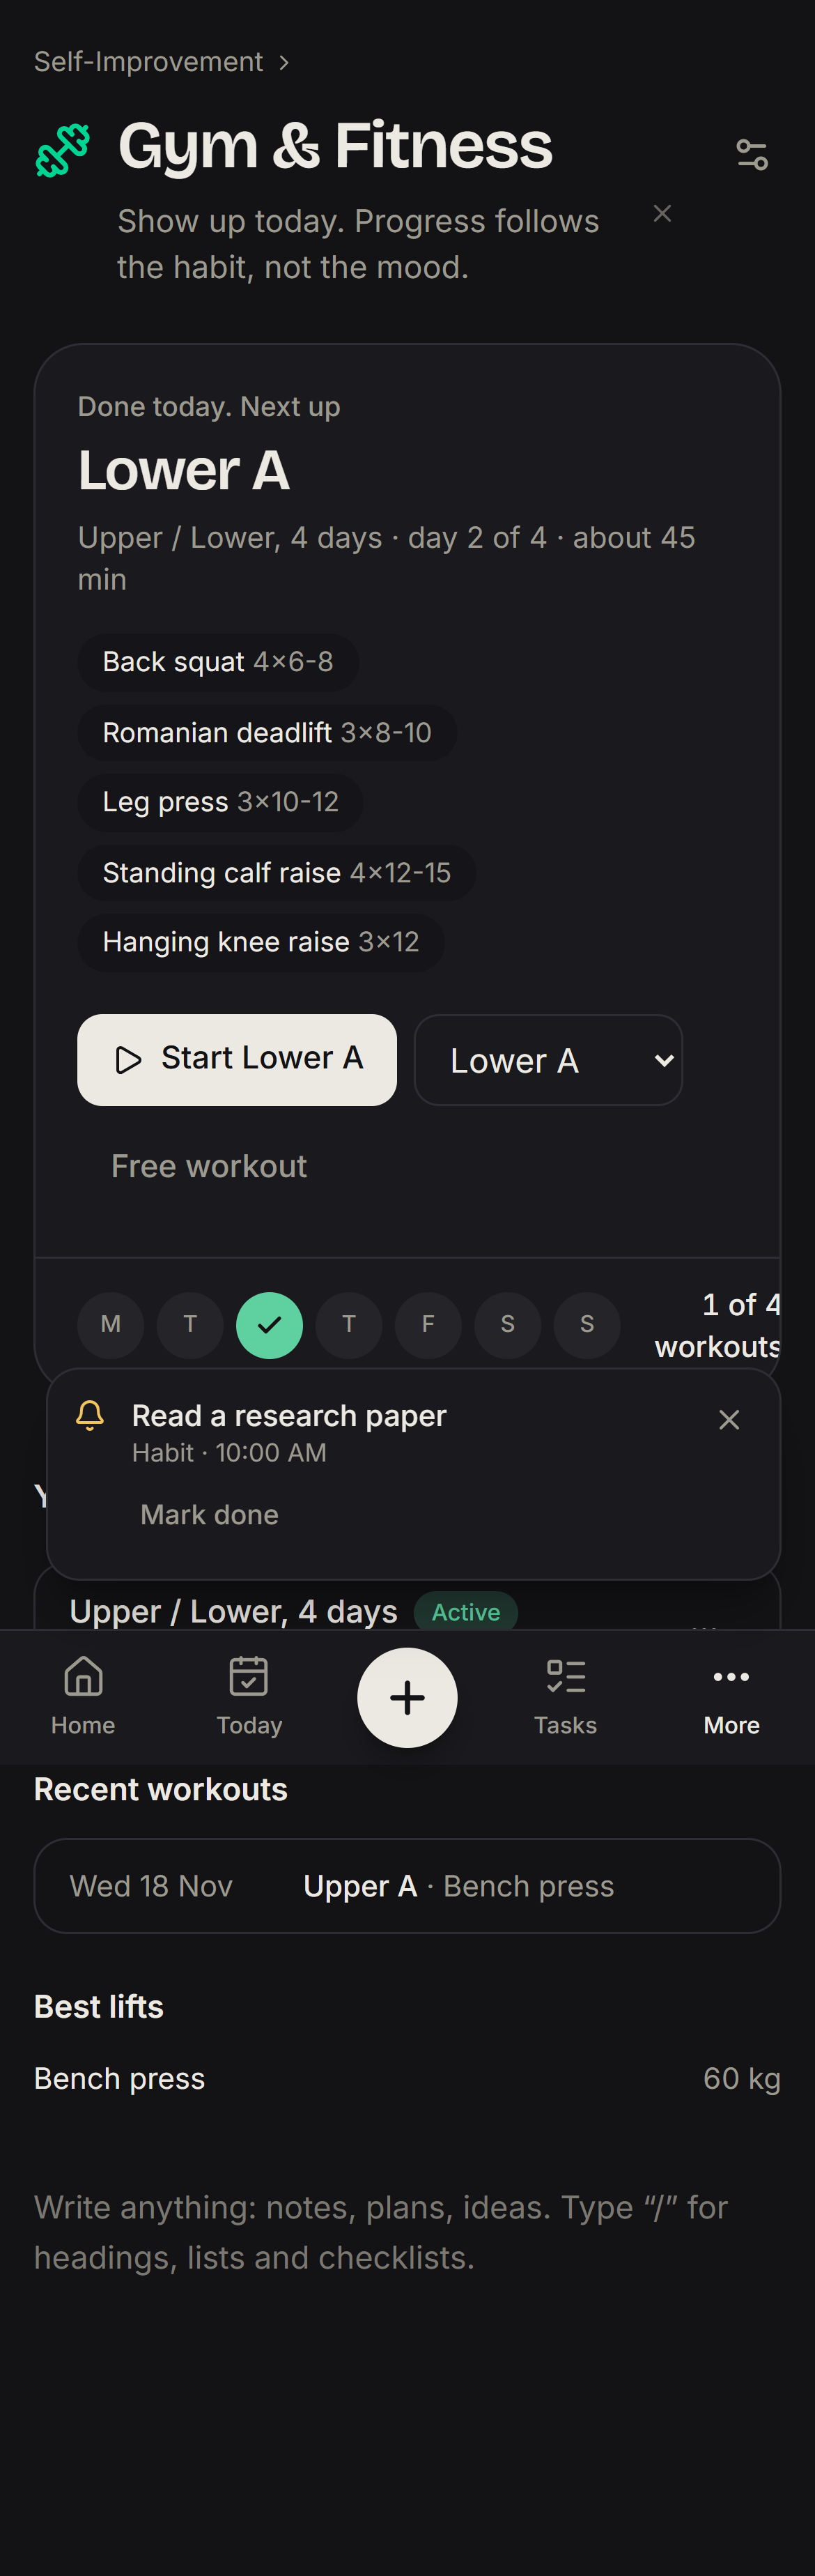 Self-Improvement
Gym & Fitness
Show up today. Progress follows
the habit, not the mood.
Done today. Next up
Lower A
Upper / Lower, 4 days · day 2 of 4 · about 45
min
Back squat 4×6-8
Romanian deadlift 3×8-10
Leg press 3×10-12
Standing calf raise 4×12-15
Hanging knee raise 3×12
Start Lower A
Lower A
Free workout
M T T F S S
1 of 4
workouts
Read a research paper
Habit · 10:00 AM
Mark done
Upper / Lower, 4 days Active
Home Today Tasks More
Recent workouts
Wed 18 Nov Upper A · Bench press
Best lifts
Bench press 60 kg
Write anything: notes, plans, ideas. Type “/” for
headings, lists and checklists.